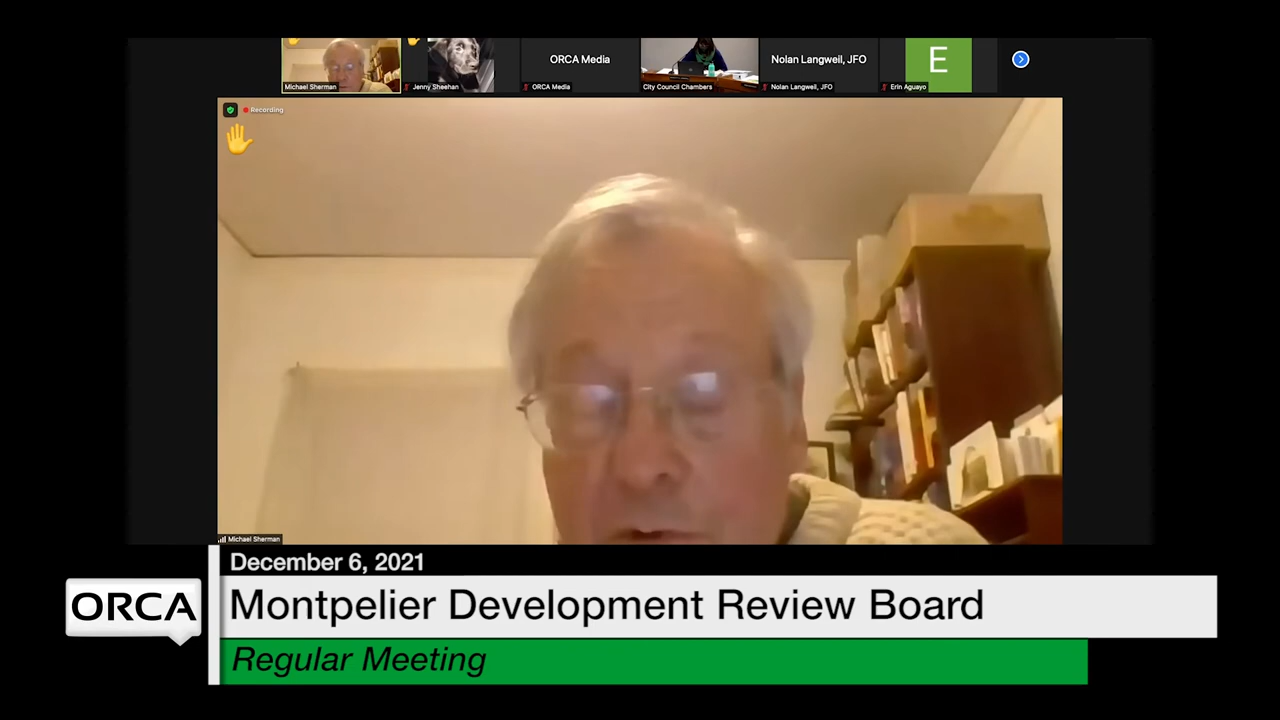 ORCA Media
Nolan Langweil, JFO
E
Michael Sherman
Jenny Sheehan
ORCA Media
City Council Chambers
Nolan Langweil, JFO
Erin Aguayo
Recording
Michael Sherman
December 6, 2021
ORCA
Montpelier Development Review Board
Regular Meeting